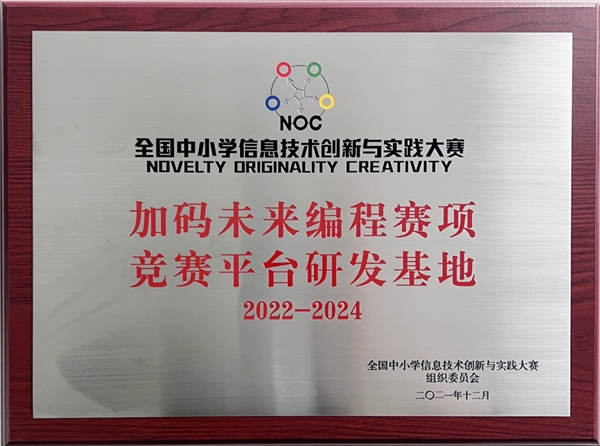 NOC
全国中小学信息技术创新与实践大赛
NOVELTY ORIGINALITY CREATIVITY
加码未来编程赛项
竞赛平台研发基地
2022-2024
全国中小学信息技术创新与实践大赛
组织委员会
二〇二一年十二月